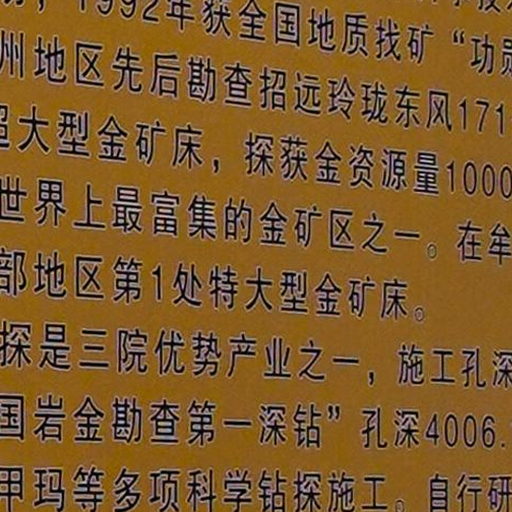 1992年获全国地质找矿“功勋
州地区先后勘查招远玲珑东风171
超大型金矿床，探获金资源量1000
世界上最富集的金矿区之一。在牟
部地区第1处特大型金矿床。
探是三院优势产业之一，施工孔深
国岩金勘查第一深钻”孔深4006.
甲玛等多项科学钻探施工。自行研